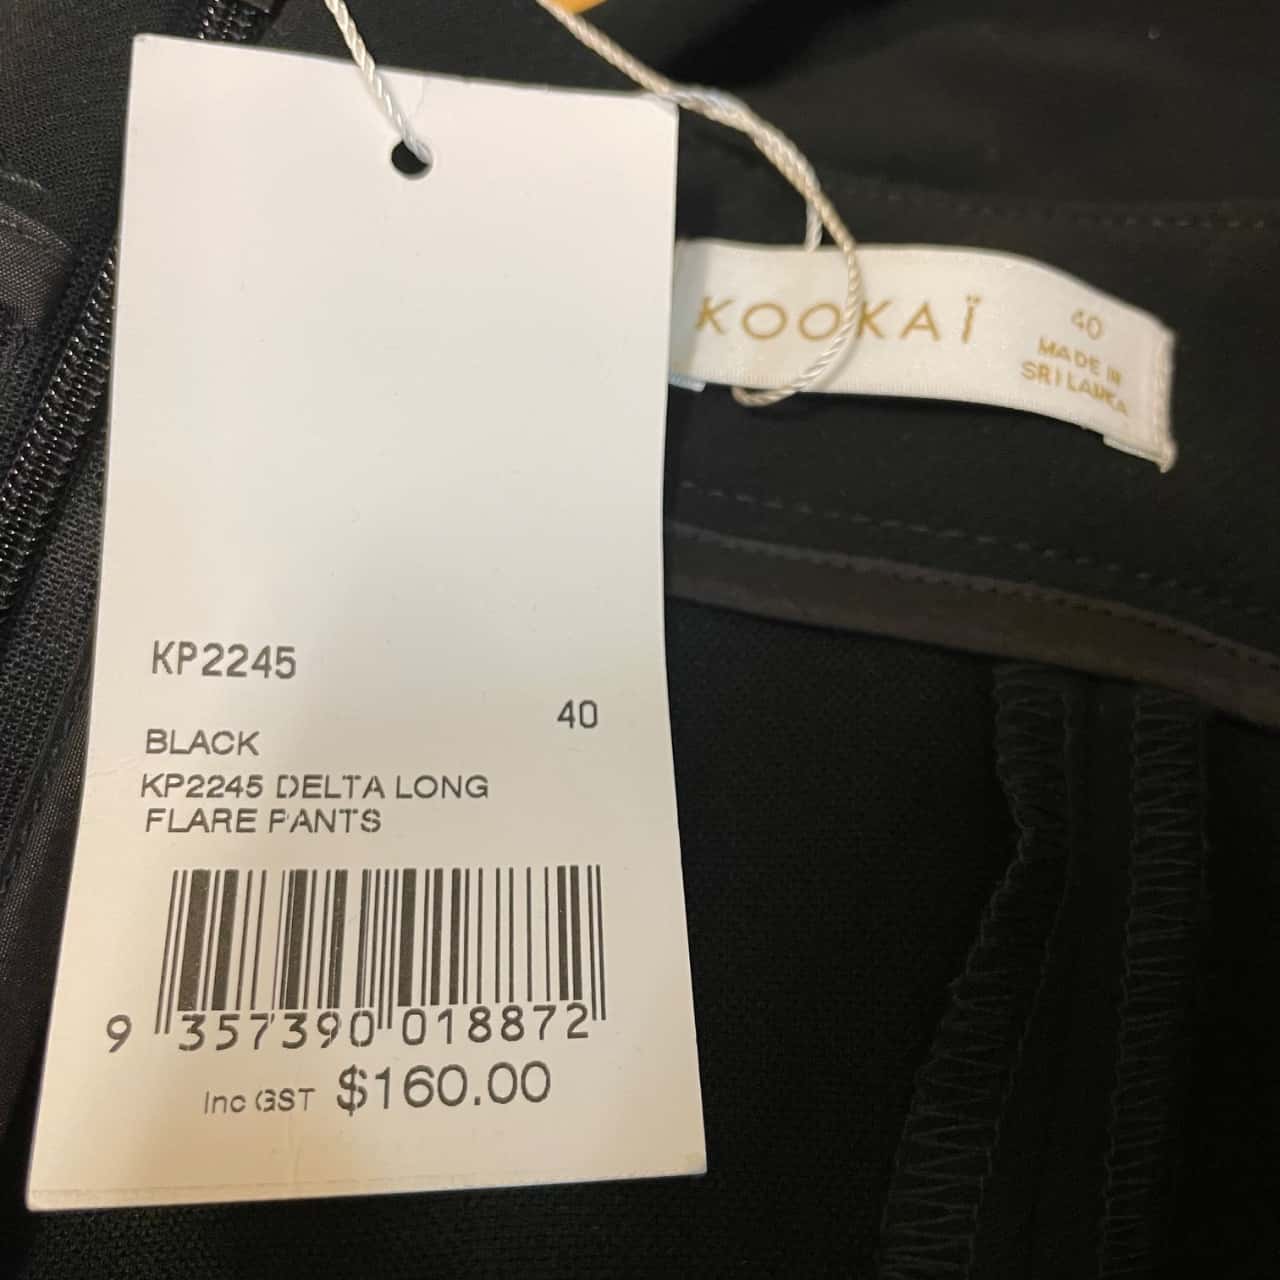 KOOKAÏ
40
MADE IN
SRI LANKA
KP2245
40
BLACK
KP2245 DELTA LONG
FLARE PANTS
9 357390 018872
Inc GST $160.00